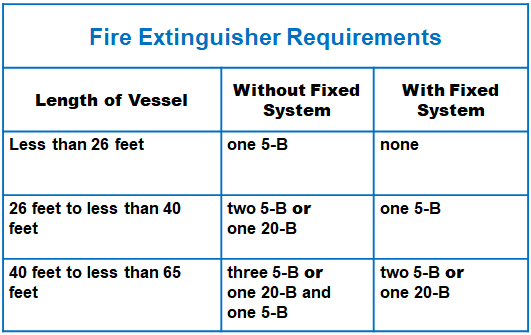 Fire Extinguisher Requirements
Length of Vessel
Without Fixed
System
With Fixed
System
Less than 26 feet
one 5-B
none
26 feet to less than 40
feet
two 5-B or
one 20-B
one 5-B
40 feet to less than 65
feet
three 5-B or
one 20-B and
one 5-B
two 5-B or
one 20-B